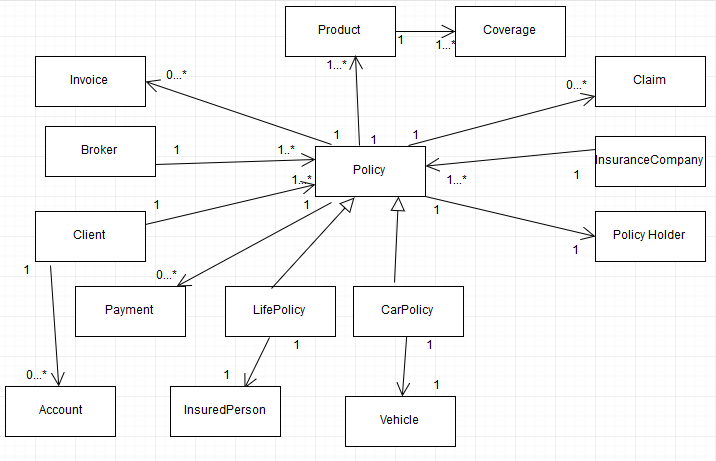 Product
Coverage
1
1...*
Invoice
0...*
1...*
0...*
Claim
1
1
1
Broker
1
1..*
Policy
InsuranceCompany
1...*
1...*
1
1
1
1
Client
Policy Holder
1
1
0...*
Payment
LifePolicy
CarPolicy
1
1
0...*
1
1
Account
InsuredPerson
Vehicle